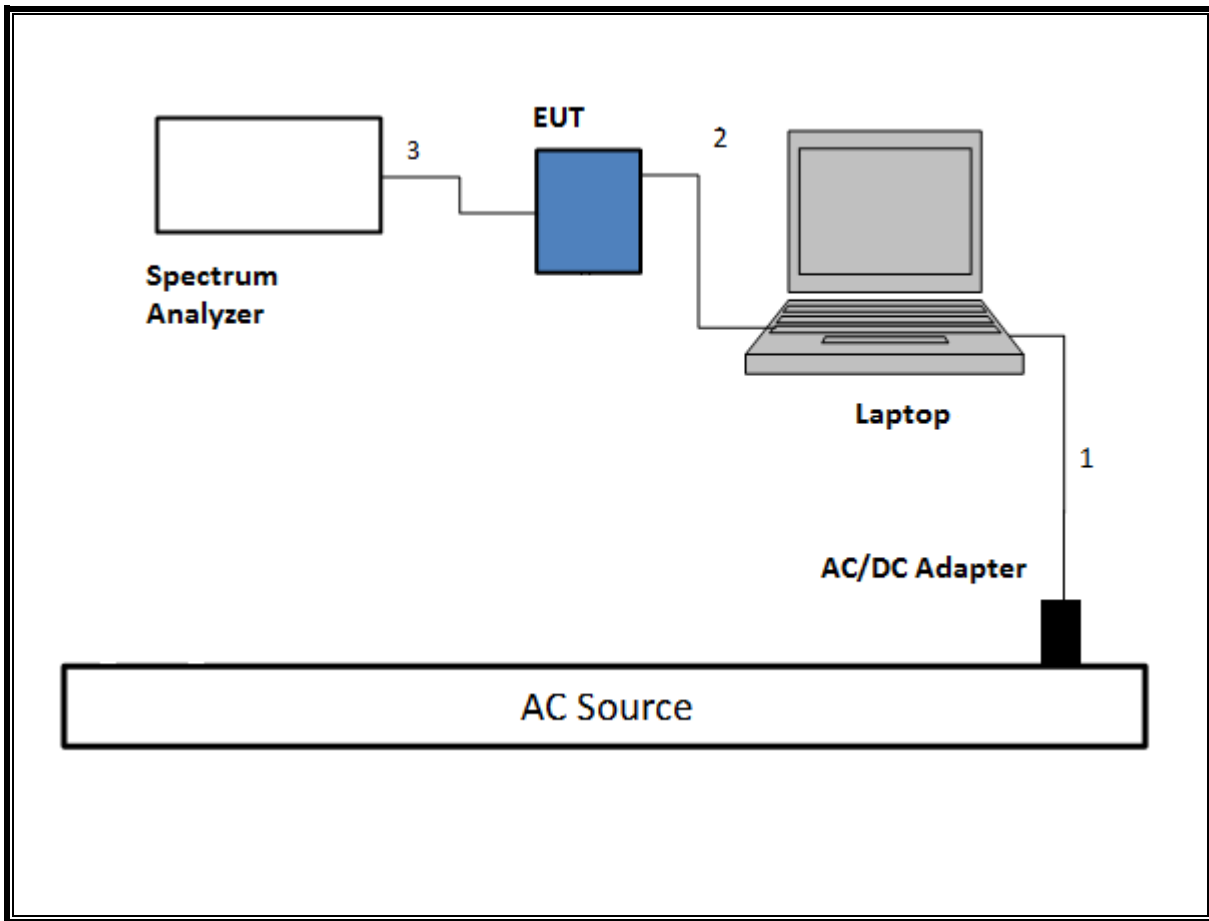 EUT
2
3
Spectrum
Analyzer
Laptop
1
AC/DC Adapter
AC Source